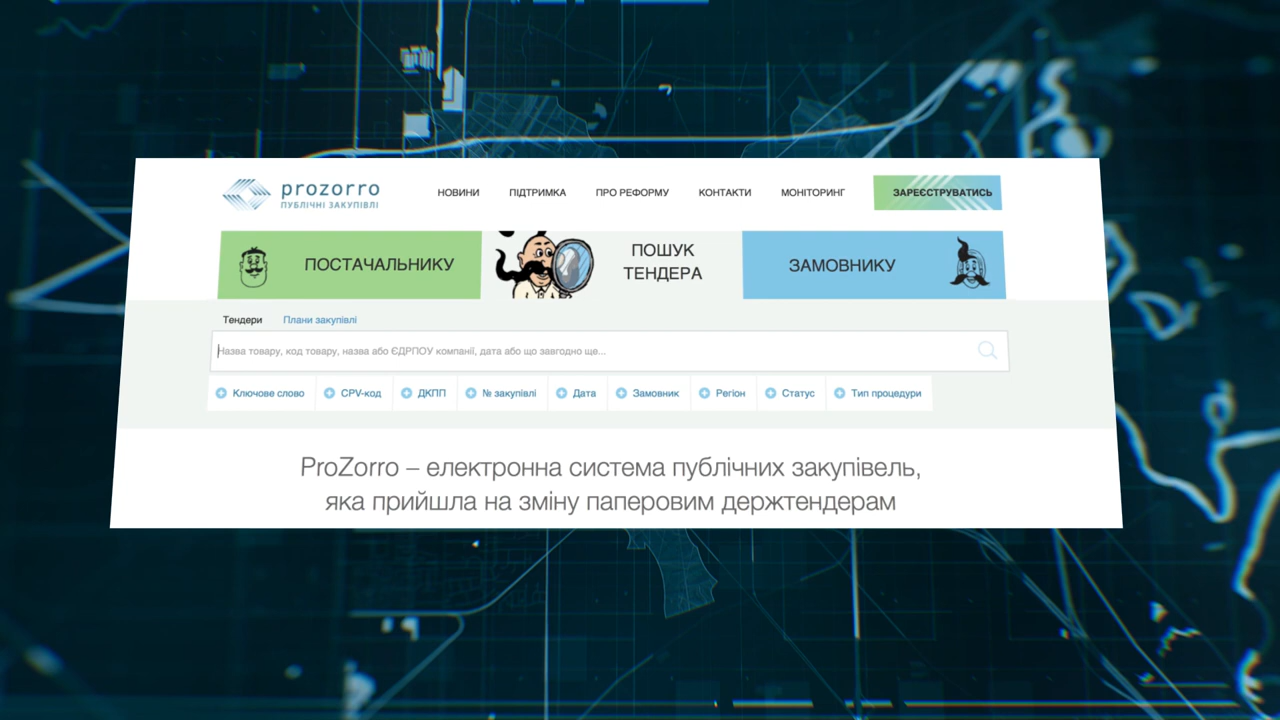 prozorro
ПУБЛІЧНІ ЗАКУПІВЛІ
НОВИНИ ПІДТРИМКА ПРО РЕФОРМУ КОНТАКТИ МОНІТОРИНГ ЗАРЕЄСТРУВАТИСЬ
ПОСТАЧАЛЬНИКУ
ПОШУК
ТЕНДЕРА
ЗАМОВНИКУ
Тендери Плани закупівлі
Назва товару, код товару, назва або ЄДРПОУ компанії, дата або що завгодно ще...
Ключове слово CPV-код ДКПП № закупівлі Дата Замовник Регіон Статус Тип процедури
ProZorro – електронна система публічних закупівель,
яка прийшла на зміну паперовим держтендерам